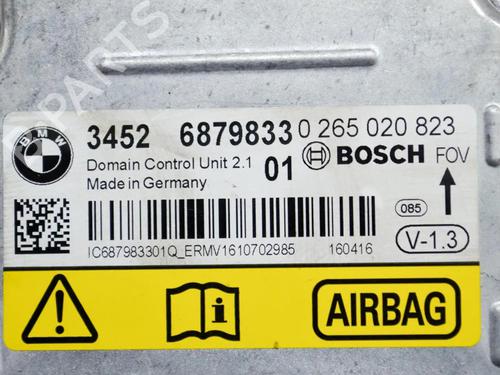 BMW
3452 6879833 0 265 020 823
Domain Control Unit 2.1 01 BOSCH FOV
Made in Germany
085
V-1.3
IC687983301Q_ERMV1610702985 160416
i
AIRBAG